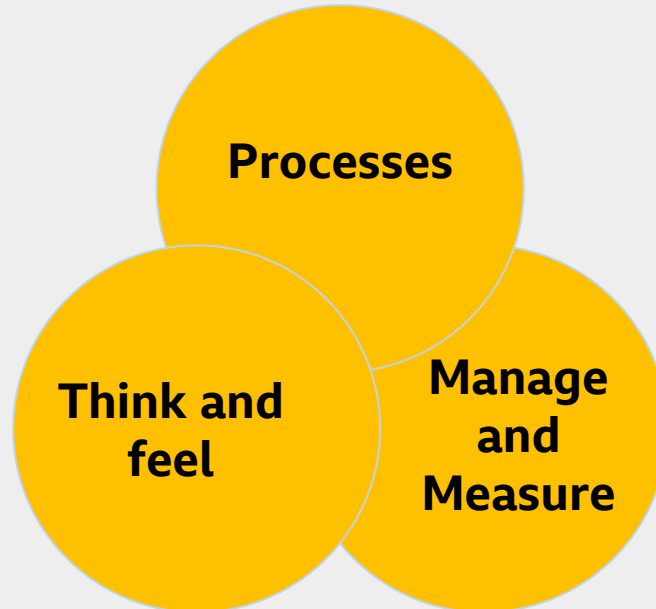 Processes
Think and
feel
Manage
and
Measure